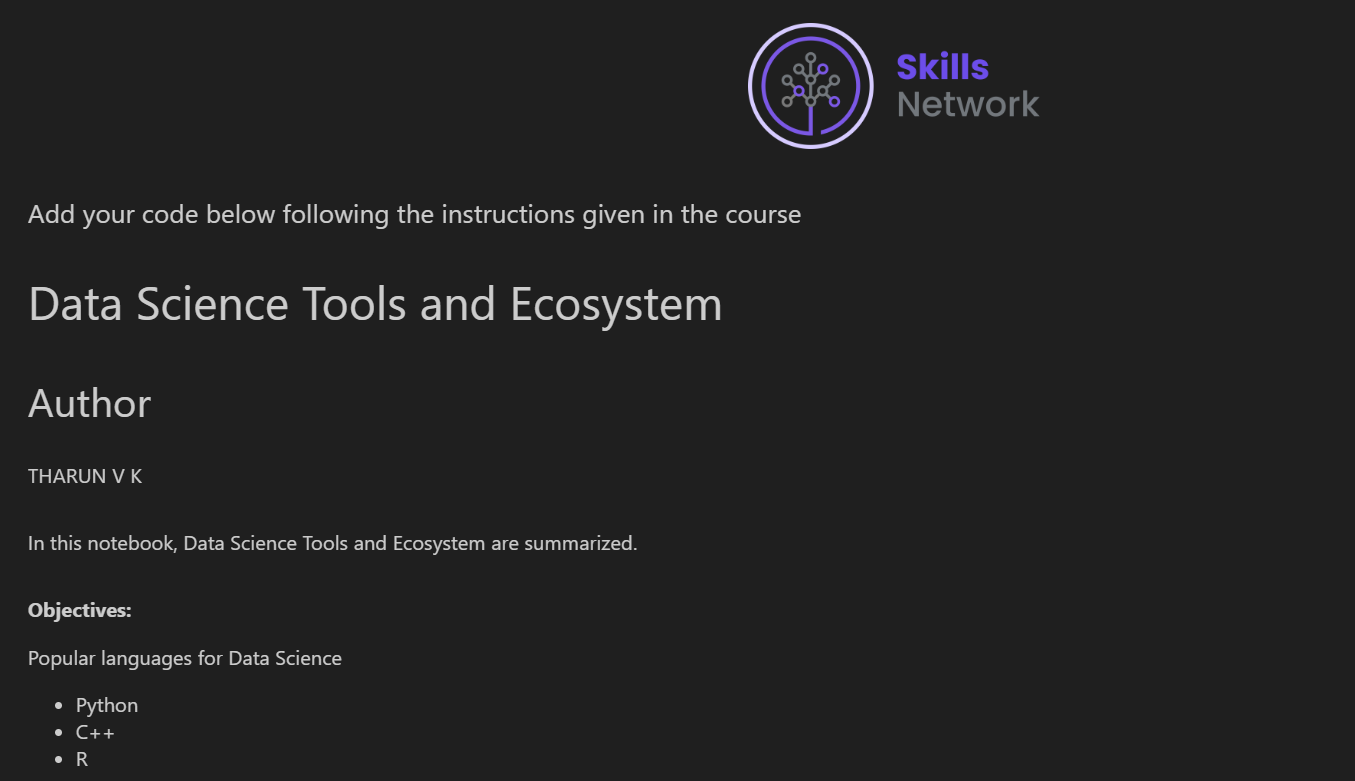 Skills
Network
Add your code below following the instructions given in the course
Data Science Tools and Ecosystem
Author
THARUN V K
In this notebook, Data Science Tools and Ecosystem are summarized.
Objectives:
Popular languages for Data Science
• Python
• C++
• R